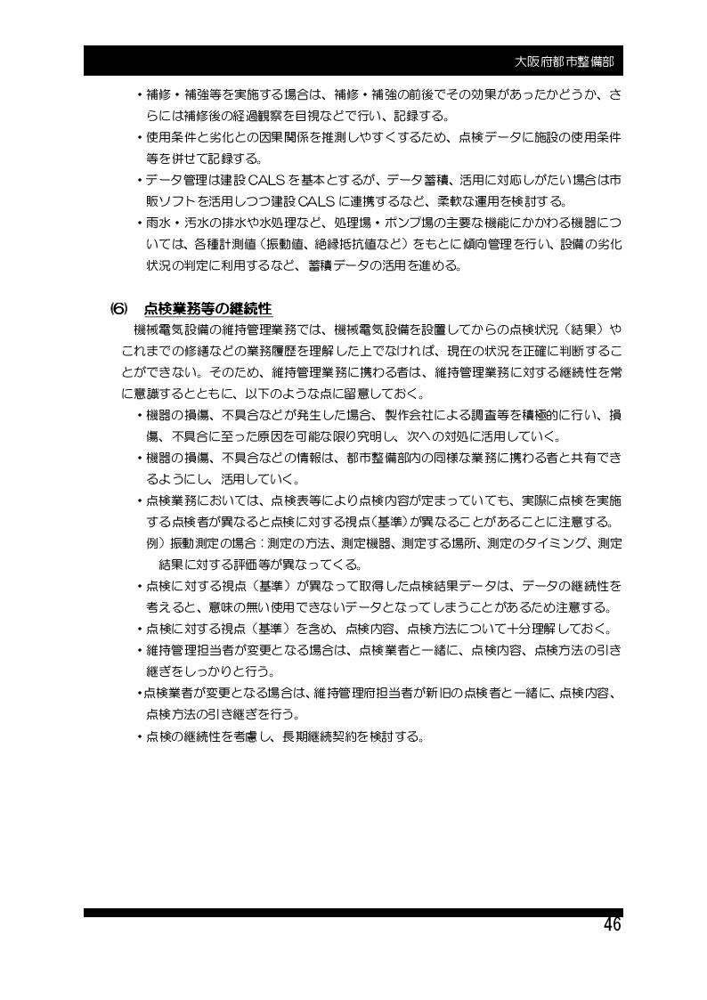 大阪府都市整備部
・補修・補強等を実施する場合は、補修・補強の前後でその効果があったかどうか、さ
らには補修後の経過観察を目視などで行い、記録する。
・使用条件と劣化との因果関係を推測しやすくするため、点検データに施設の使用条件
等を併せて記録する。
・データ管理は建設 CALS を基本とするが、データ蓄積、活用に対応しがたい場合は市
販ソフトを活用しつつ建設 CALS に連携するなど、柔軟な運用を検討する。
・雨水・汚水の排水や水処理など、処理場・ポンプ場の主要な機能にかかわる機器につ
いては、各種計測値（振動値、絶縁抵抗値など）をもとに傾向管理を行い、設備の劣化
状況の判定に利用するなど、蓄積データの活用を進める。
(6) 点検業務等の継続性
機械電気設備の維持管理業務では、機械電気設備を設置してからの点検状況（結果）や
これまでの修繕などの業務履歴を理解した上でなければ、現在の状況を正確に判断するこ
とができない。そのため、維持管理業務に携わる者は、維持管理業務に対する継続性を常
に意識するとともに、以下のような点に留意しておく。
・機器の損傷、不具合などが発生した場合、製作会社による調査等を積極的に行い、損
傷、不具合に至った原因を可能な限り究明し、次への対処に活用していく。
・機器の損傷、不具合などの情報は、都市整備部内の同様な業務に携わる者と共有でき
るようにし、活用していく。
・点検業務においては、点検表等により点検内容が定まっていても、実際に点検を実施
する点検者が異なると点検に対する視点（基準）が異なることがあることに注意する。
例）振動測定の場合：測定の方法、測定機器、測定する場所、測定のタイミング、測定
結果に対する評価等が異なってくる。
・点検に対する視点（基準）が異なって取得した点検結果データは、データの継続性を
考えると、意味の無い使用できないデータとなってしまうことがあるため注意する。
・点検に対する視点（基準）を含め、点検内容、点検方法について十分理解しておく。
・維持管理担当者が変更となる場合は、点検業者と一緒に、点検内容、点検方法の引き
継ぎをしっかりと行う。
・点検業者が変更となる場合は、維持管理府担当者が新旧の点検者と一緒に、点検内容、
点検方法の引き継ぎを行う。
・点検の継続性を考慮し、長期継続契約を検討する。
46